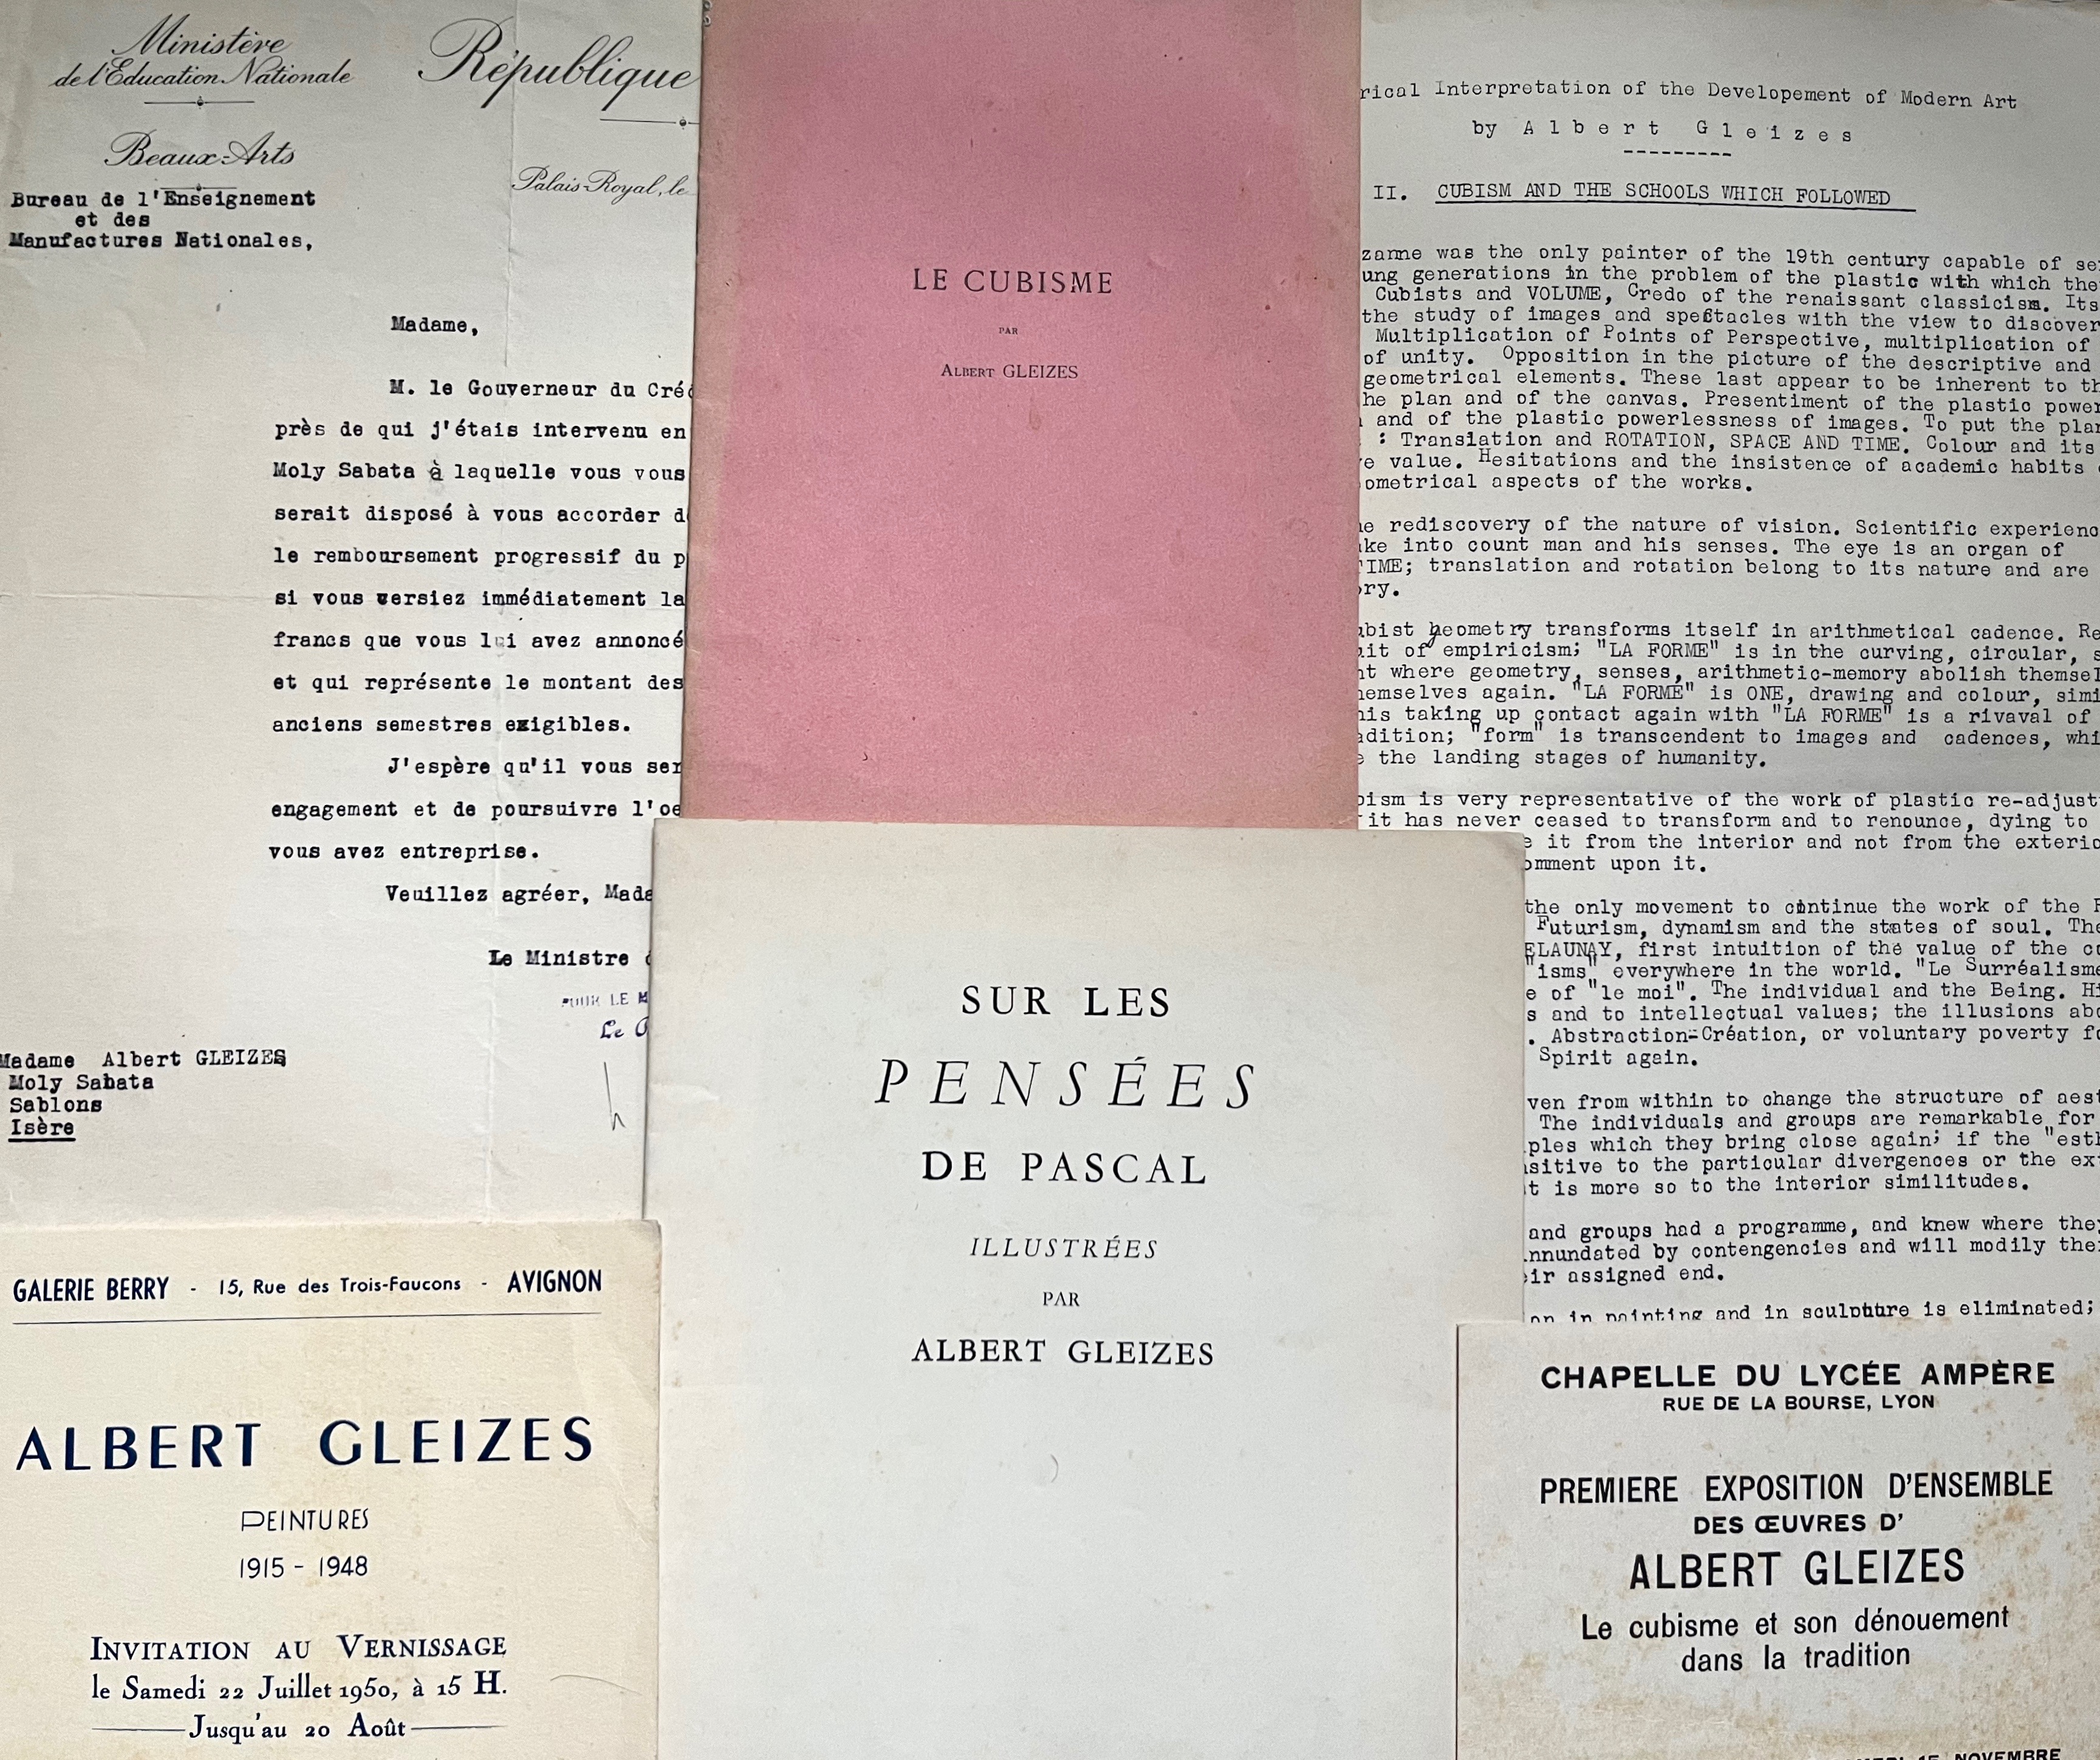 Ministère
de l'Education Nationale
Beaux-Arts
Bureau de l'Enseignement
et des
Manufactures Nationales,
République
Palais-Royal, le
Madame,
M. le Gouverneur du Créd
près de qui j'étais intervenu en
Moly Sabata à laquelle vous vous
serait disposé à vous accorder d
le remboursement progressif du p
si vous versiez immédiatement la
francs que vous lui avez annoncé
et qui représente le montant des
anciens semestres exigibles.
J'espère qu'il vous ser
engagement et de poursuivre l'oe
vous avez entreprise.
Veuillez agréer, Mada
Le Ministre
POUR LE M
Le
Madame Albert GLEIZES
Moly Sabata
Sablons
Isère
LE CUBISME
PAR
ALBERT GLEIZES
rical Interpretation of the Developement of Modern Art
by Albert Gleizes
---------
II. CUBISM AND THE SCHOOLS WHICH FOLLOWED
zanne was the only painter of the 19th century capable of se
ung generations in the problem of the plastic with which the
Cubists and VOLUME, Credo of the renaissant classicism. Its
the study of images and spectacles with the view to discover
Multiplication of Points of Perspective, multiplication of
of unity. Opposition in the picture of the descriptive and
geometrical elements. These last appear to be inherent to th
he plan and of the canvas. Presentiment of the plastic power
and of the plastic powerlessness of images. To put the plan
: Translation and ROTATION, SPACE AND TIME. Colour and its
e value. Hesitations and the insistence of academic habits
ometrical aspects of the works.
e rediscovery of the nature of vision. Scientific experienc
ke into count man and his senses. The eye is an organ of
TIME; translation and rotation belong to its nature and are
ry.
bist geometry transforms itself in arithmetical cadence. Re
it of empiricism; "LA FORME" is in the curving, circular, s
t where geometry, senses, arithmetic-memory abolish themsel
hemselves again. "LA FORME" is ONE, drawing and colour, simi
his taking up contact again with "LA FORME" is a rivaval of
adition; "form" is transcendent to images and cadences, whi
the landing stages of humanity.
bism is very representative of the work of plastic re-adjust
it has never ceased to transform and to renounce, dying to
e it from the interior and not from the exterio
omment upon it.
the only movement to continue the work of the
Futurism, dynamism and the states of soul. The
ELAUNAY, first intuition of the value of the co
"isms" everywhere in the world. "Le Surréalisme
e of "le moi". The individual and the Being. Hi
s and to intellectual values; the illusions abo
. Abstraction-Création, or voluntary poverty fo
Spirit again.
ven from within to change the structure of aest
The individuals and groups are remarkable for
ples which they bring close again; if the "esth
sitive to the particular divergences or the ext
t is more so to the interior similitudes.
and groups had a programme, and knew where they
nnundated by contengencies and will modily the
eir assigned end.
on in painting and in sculpture is eliminated;
SUR LES
PENSÉES
DE PASCAL
ILLUSTRÉES
PAR
ALBERT GLEIZES
GALERIE BERRY - 15, Rue des Trois-Faucons - AVIGNON
ALBERT GLEIZES
PEINTURES
1915 - 1948
INVITATION AU VERNISSAGE
le Samedi 22 Juillet 1950, à 15 H.
Jusqu'au 20 Août
CHAPELLE DU LYCÉE AMPÈRE
RUE DE LA BOURSE, LYON
PREMIERE EXPOSITION D'ENSEMBLE
DES ŒUVRES D'
ALBERT GLEIZES
Le cubisme et son dénouement
dans la tradition
15 NOVEMBRE